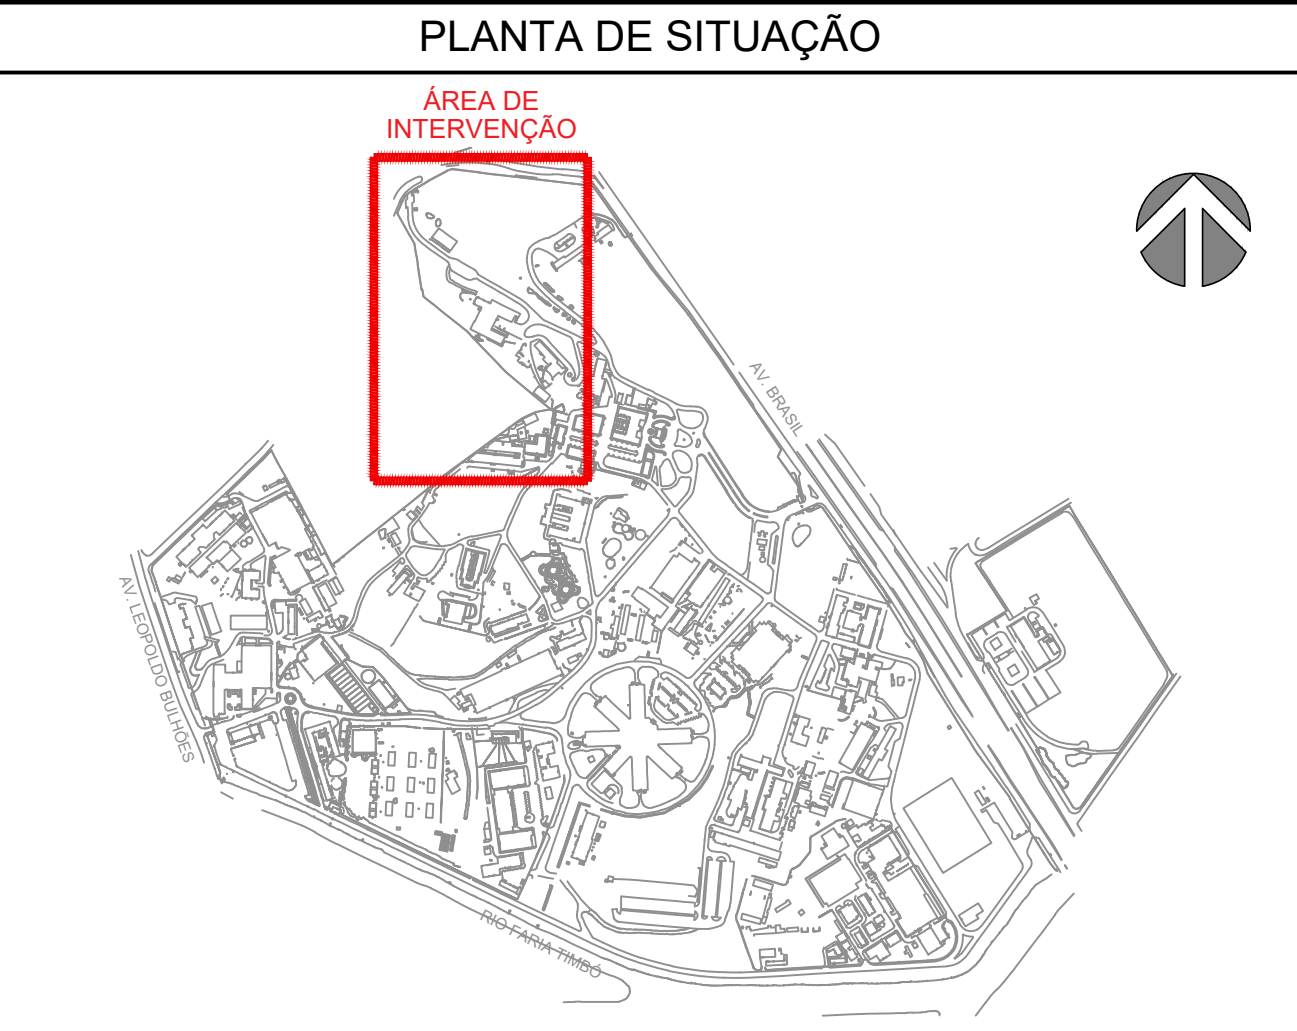 PLANTA DE SITUAÇÃO
ÁREA DE
INTERVENÇÃO
AV. BRASIL
AV. LEOPOLDO BULHÕES
RIO FARIA TIMBÓ